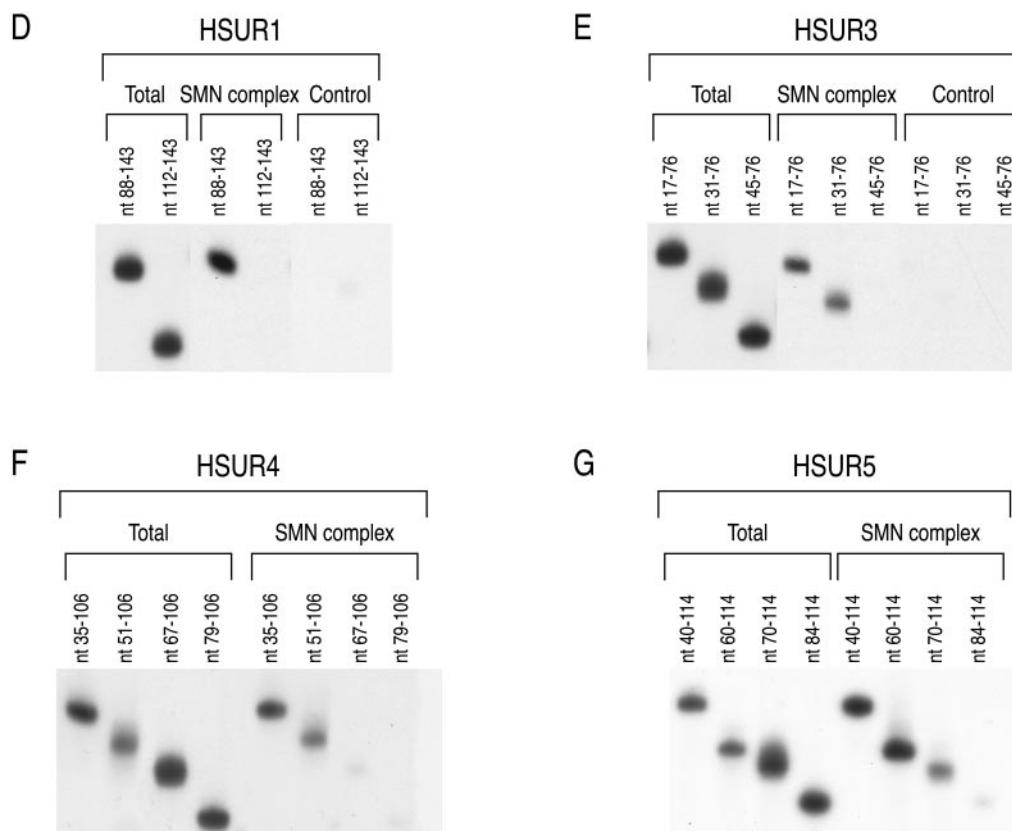 D
HSUR1
Total SMN complex Control
nt 88-143 nt 112-143 nt 88-143 nt 112-143 nt 88-143 nt 112-143
E
HSUR3
Total SMN complex Control
nt 17-76 nt 31-76 nt 45-76 nt 17-76 nt 31-76 nt 45-76 nt 17-76 nt 31-76 nt 45-76
F
HSUR4
Total SMN complex
nt 35-106 nt 51-106 nt 67-106 nt 79-106 nt 35-106 nt 51-106 nt 67-106 nt 79-106
G
HSUR5
Total SMN complex
nt 40-114 nt 60-114 nt 70-114 nt 84-114 nt 40-114 nt 60-114 nt 70-114 nt 84-114